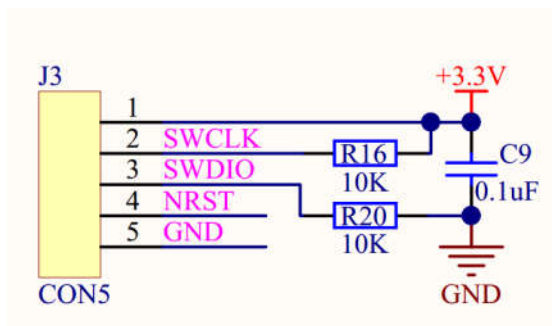 J3
+3.3V
1
2 SWCLK
R16
C9
3 SWDIO
10K
0.1uF
4 NRST
R20
5 GND
10K
CON5
GND